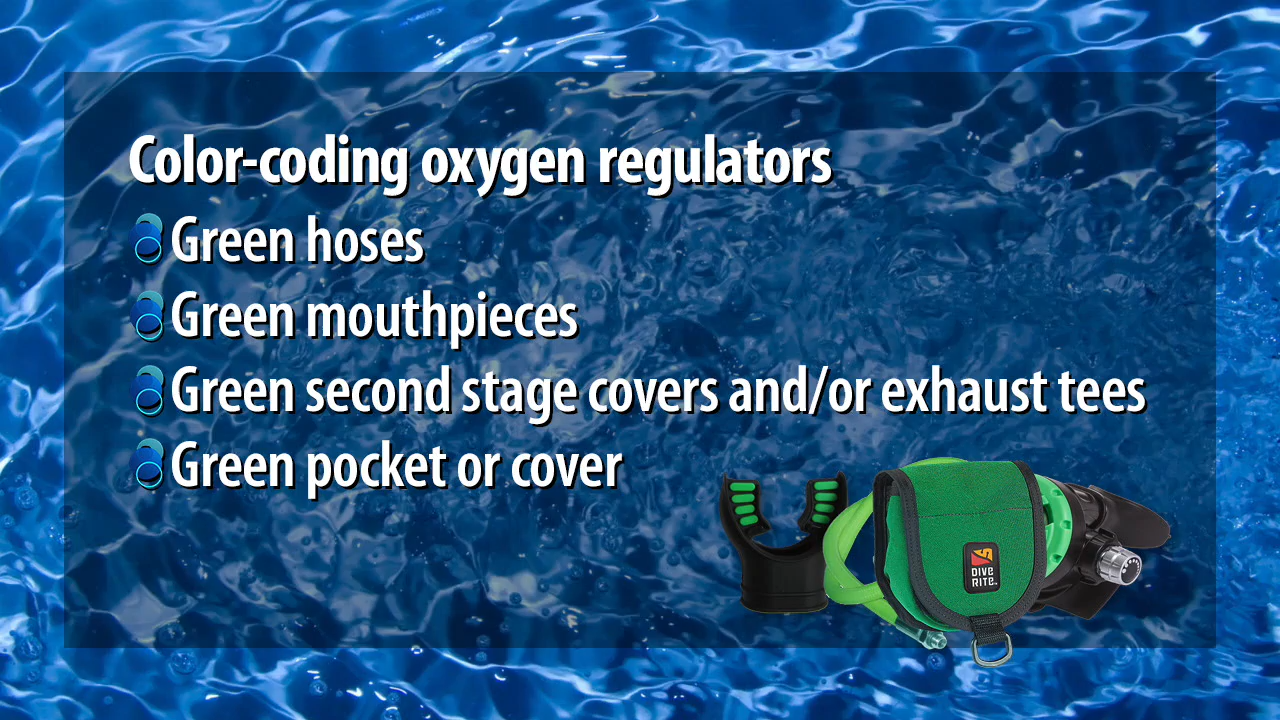 Color-coding oxygen regulators
Green hoses
Green mouthpieces
Green second stage covers and/or exhaust tees
Green pocket or cover
DIVE
RITE™